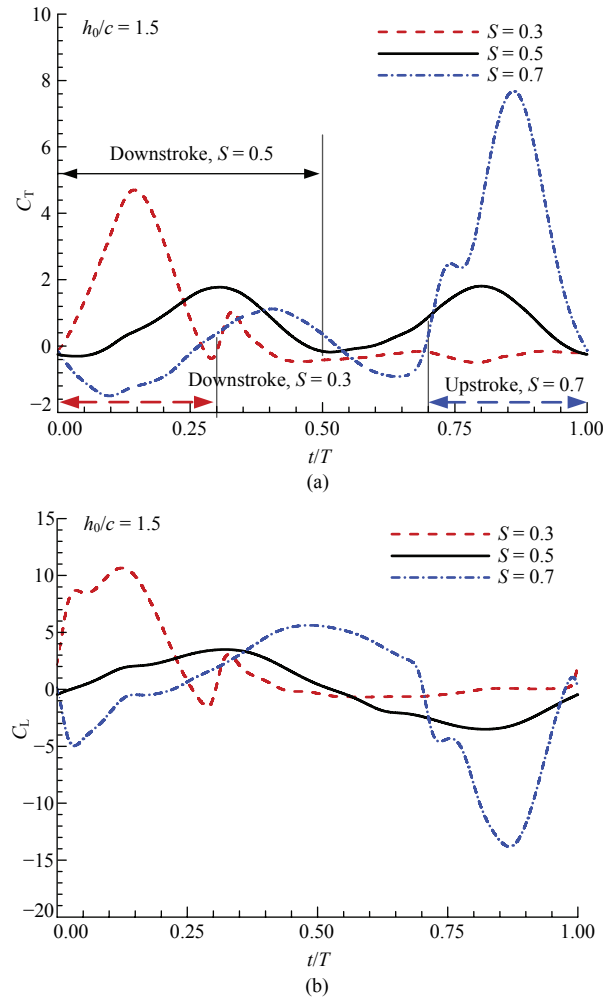 h₀/c = 1.5
S = 0.3
S = 0.5
S = 0.7
10
8
6
4
2
0
−2
C_T
Downstroke, S = 0.5
Downstroke, S = 0.3
Upstroke, S = 0.7
0.00 0.25 0.50 0.75 1.00
t/T
(a)
h₀/c = 1.5
S = 0.3
S = 0.5
S = 0.7
15
10
5
0
−5
−10
−15
−20
C_L
0.00 0.25 0.50 0.75 1.00
t/T
(b)